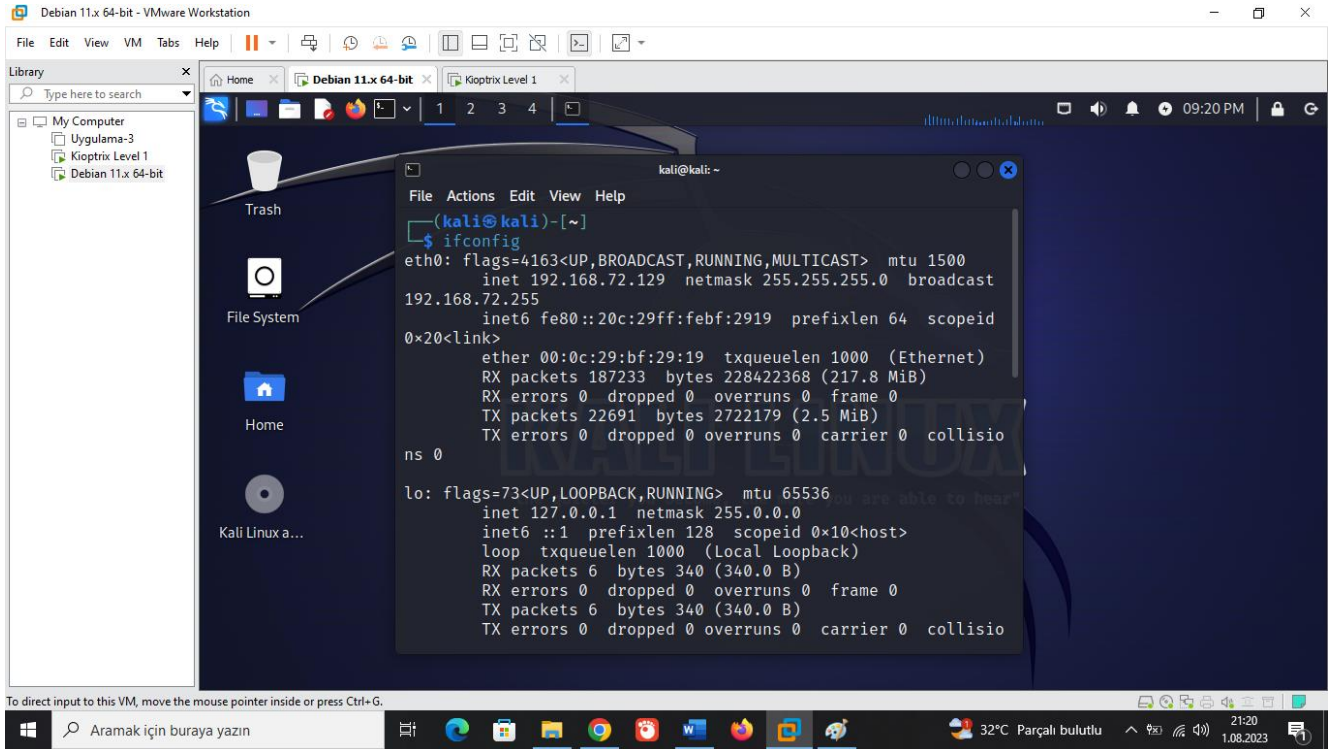 Debian 11.x 64-bit - VMware Workstation
File Edit View VM Tabs Help
Library
Type here to search
My Computer
Uygulama-3
Kioptrix Level 1
Debian 11.x 64-bit
Home
Debian 11.x 64-bit
Kioptrix Level 1
1 2 3 4
09:20 PM
Trash
File System
Home
Kali Linux a...
kali@kali: ~
File Actions Edit View Help
┌──(kali㉿kali)-[~]
└─$ ifconfig
eth0: flags=4163<UP,BROADCAST,RUNNING,MULTICAST>  mtu 1500
        inet 192.168.72.129  netmask 255.255.255.0  broadcast
192.168.72.255
        inet6 fe80::20c:29ff:febf:2919  prefixlen 64  scopeid
0×20<link>
        ether 00:0c:29:bf:29:19  txqueuelen 1000  (Ethernet)
        RX packets 187233  bytes 228422368 (217.8 MiB)
        RX errors 0  dropped 0  overruns 0  frame 0
        TX packets 22691  bytes 2722179 (2.5 MiB)
        TX errors 0  dropped 0 overruns 0  carrier 0  collisio
ns 0
lo: flags=73<UP,LOOPBACK,RUNNING>  mtu 65536
        inet 127.0.0.1  netmask 255.0.0.0
        inet6 ::1  prefixlen 128  scopeid 0×10<host>
        loop  txqueuelen 1000  (Local Loopback)
        RX packets 6  bytes 340 (340.0 B)
        RX errors 0  dropped 0  overruns 0  frame 0
        TX packets 6  bytes 340 (340.0 B)
        TX errors 0  dropped 0 overruns 0  carrier 0  collisio
KALI LINUX
you are able to hear"
To direct input to this VM, move the mouse pointer inside or press Ctrl+G.
Aramak için buraya yazın
32°C Parçalı bulutlu
21:20
1.08.2023